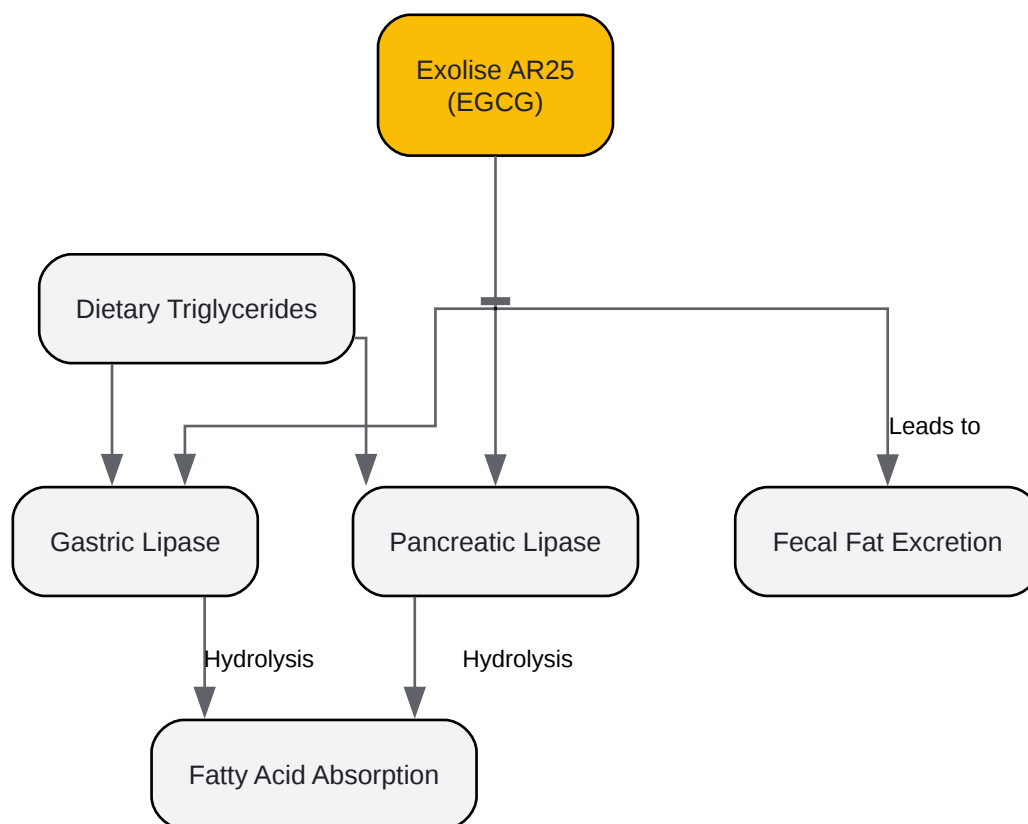 Exolise AR25
(EGCG)
Dietary Triglycerides
Leads to
Gastric Lipase
Pancreatic Lipase
Fecal Fat Excretion
Hydrolysis
Hydrolysis
Fatty Acid Absorption